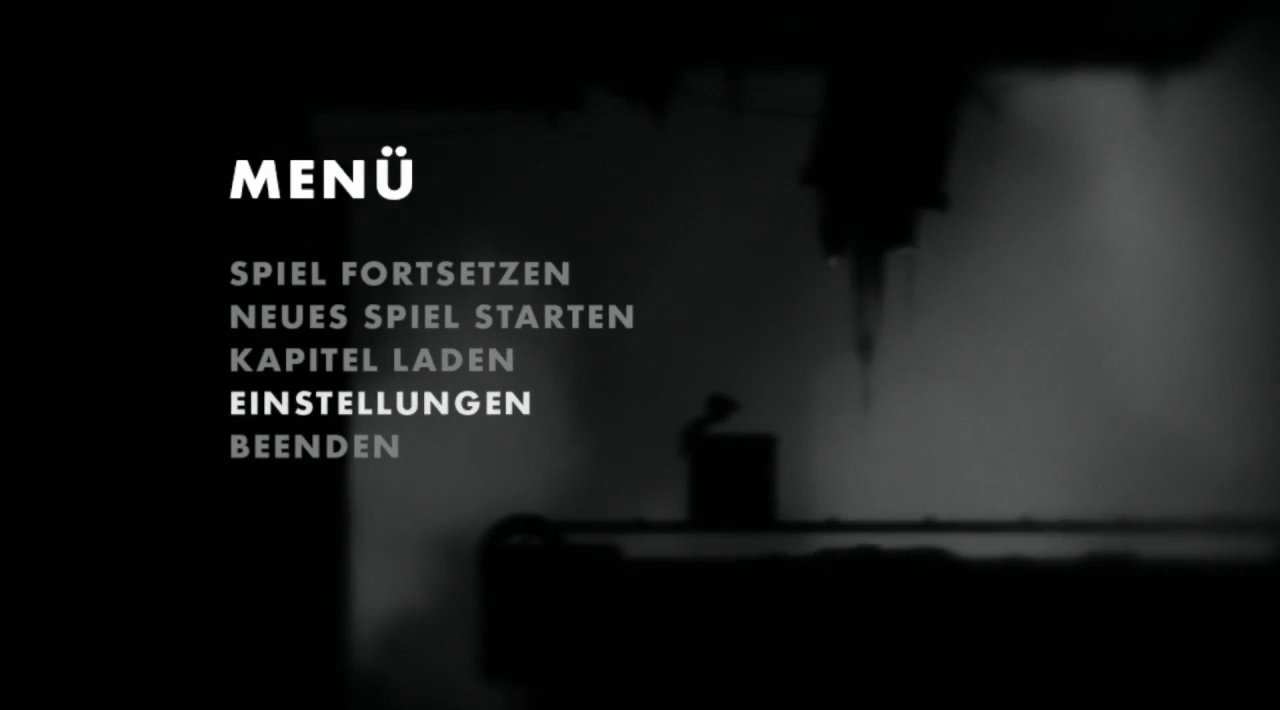 MENÜ
SPIEL FORTSETZEN
NEUES SPIEL STARTEN
KAPITEL LADEN
EINSTELLUNGEN
BEENDEN